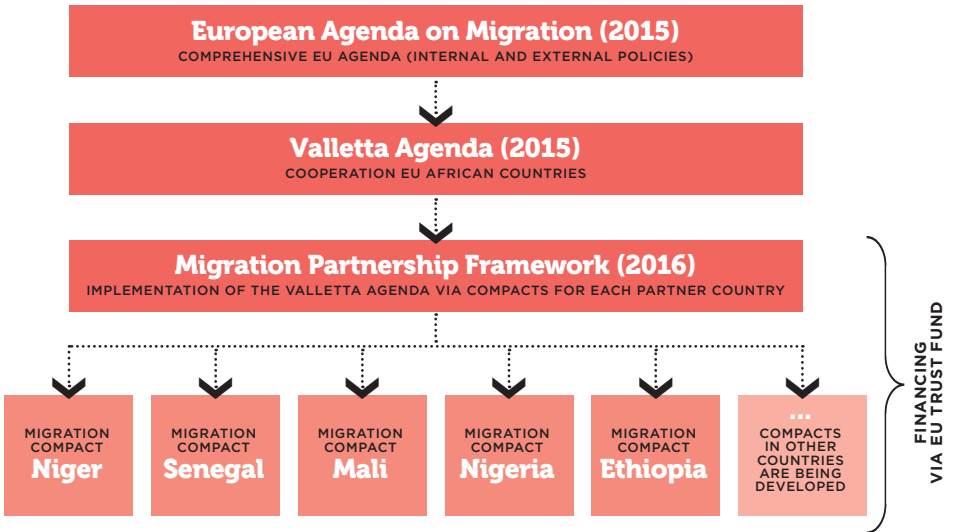 European Agenda on Migration (2015)
COMPREHENSIVE EU AGENDA (INTERNAL AND EXTERNAL POLICIES)
Valletta Agenda (2015)
COOPERATION EU AFRICAN COUNTRIES
Migration Partnership Framework (2016)
IMPLEMENTATION OF THE VALLETTA AGENDA VIA COMPACTS FOR EACH PARTNER COUNTRY
MIGRATION
COMPACT
Niger
MIGRATION
COMPACT
Senegal
MIGRATION
COMPACT
Mali
MIGRATION
COMPACT
Nigeria
MIGRATION
COMPACT
Ethiopia
...
COMPACTS
IN OTHER
COUNTRIES
ARE BEING
DEVELOPED
FINANCING
VIA EU TRUST FUND